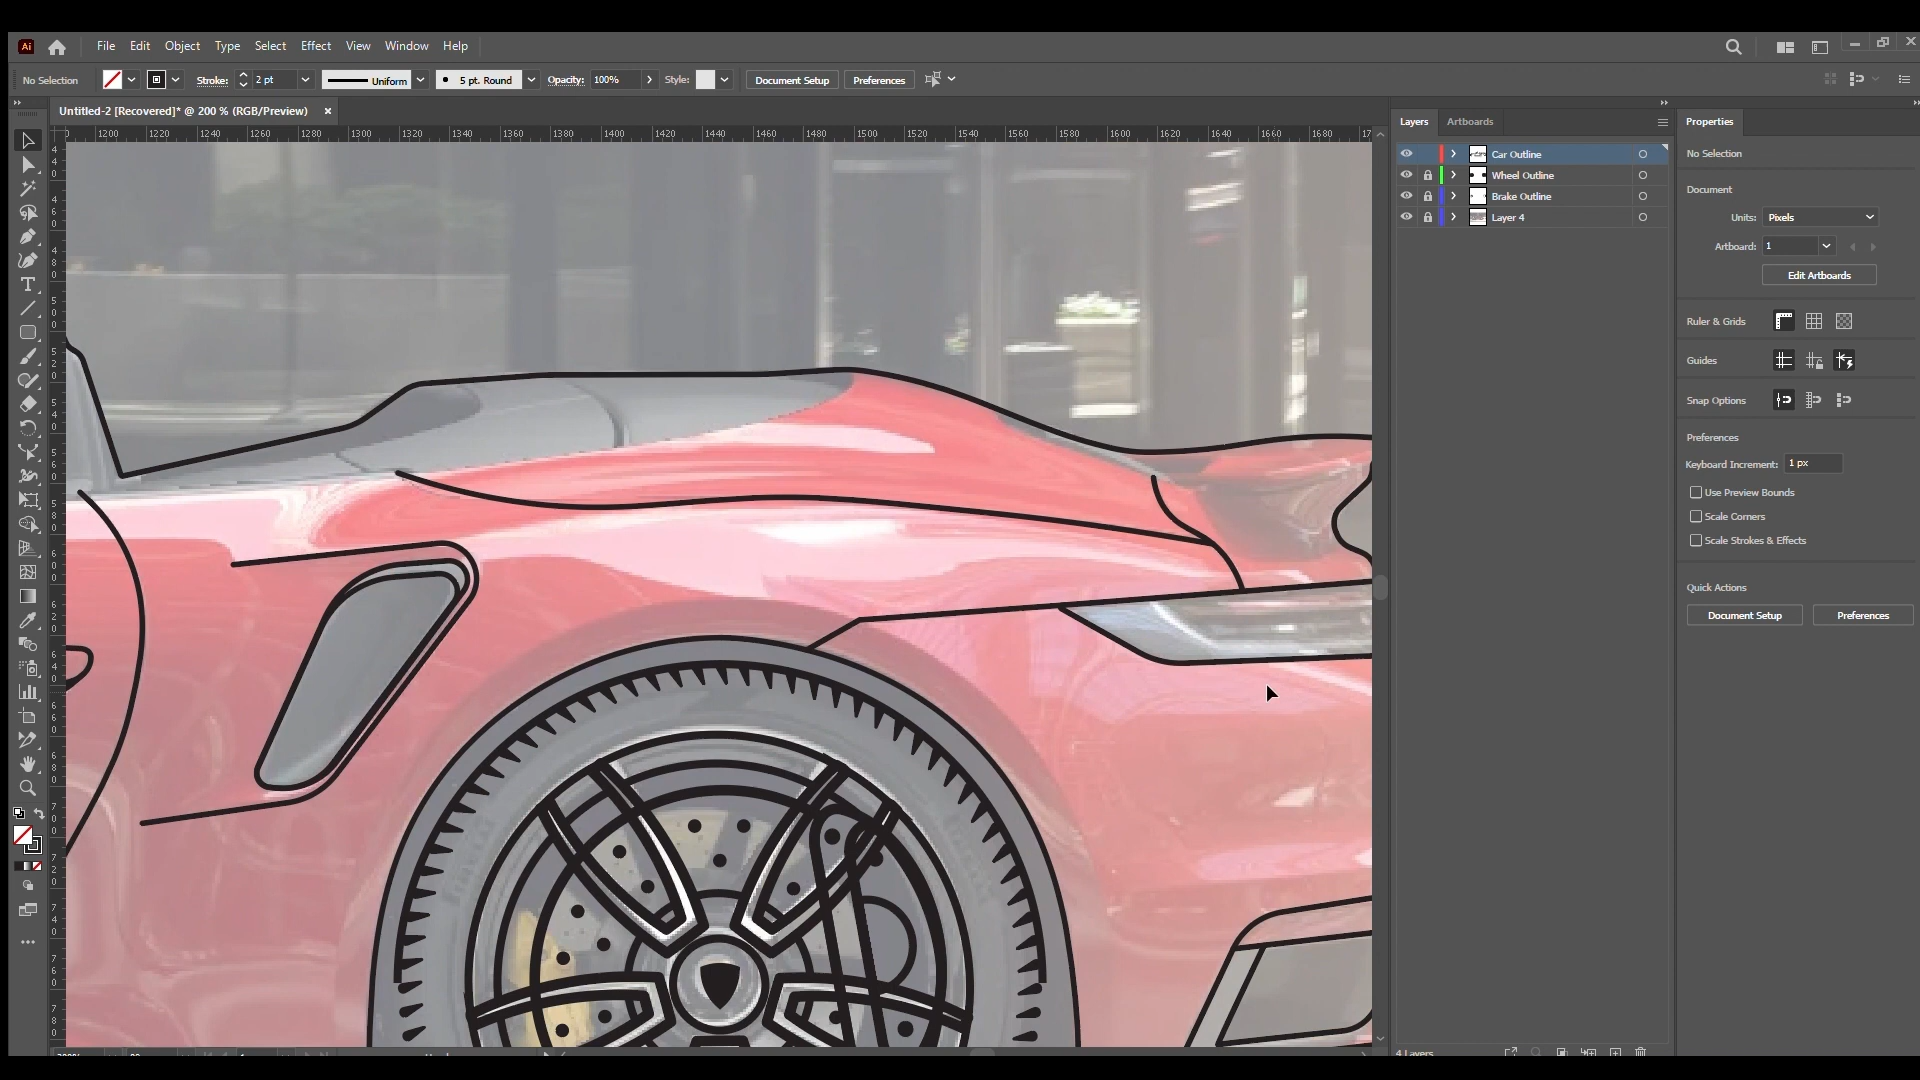 Ai File Edit Object Type Select Effect View Window Help
No Selection Stroke: 2 pt Uniform 5 pt. Round Opacity: 100% Style: Document Setup Preferences
Untitled-2 [Recovered]* @ 200 % (RGB/Preview) ×
1200 1220 1240 1260 1280 1300 1320 1340 1360 1380 1400 1420 1440 1460 1480 1500 1520 1540 1560 1580 1600 1620 1640 1660 1680
Layers Artboards
Car Outline
Wheel Outline
Brake Outline
Layer 4
4 Layers
Properties
No Selection
Document
Units: Pixels
Artboard: 1
Edit Artboards
Ruler & Grids
Guides
Snap Options
Preferences
Keyboard Increment: 1 px
Use Preview Bounds
Scale Corners
Scale Strokes & Effects
Quick Actions
Document Setup Preferences